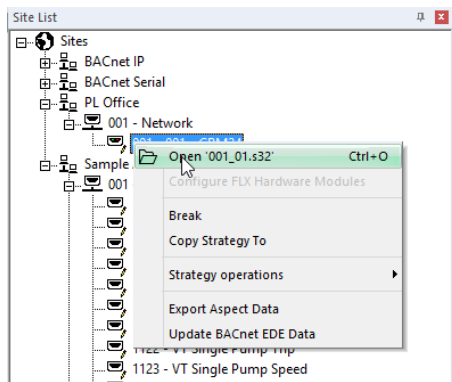 Site List
Sites
BACnet IP
BACnet Serial
PL Office
001 - Network
Open '001_01.s32' Ctrl+O
Sample
Configure FLX Hardware Modules
001
Break
Copy Strategy To
Strategy operations
Export Aspect Data
Update BACnet EDE Data
1122 - VT Single Pump Trip
1123 - VT Single Pump Speed